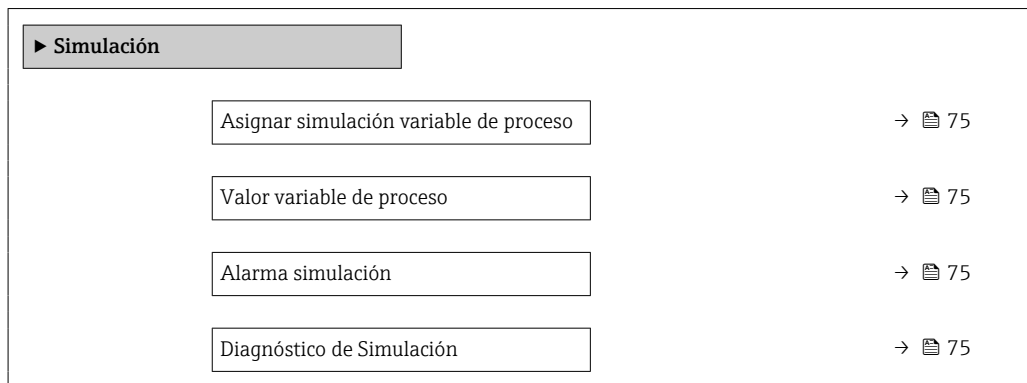 ▶ Simulación
Asignar simulación variable de proceso → 75
Valor variable de proceso → 75
Alarma simulación → 75
Diagnóstico de Simulación → 75